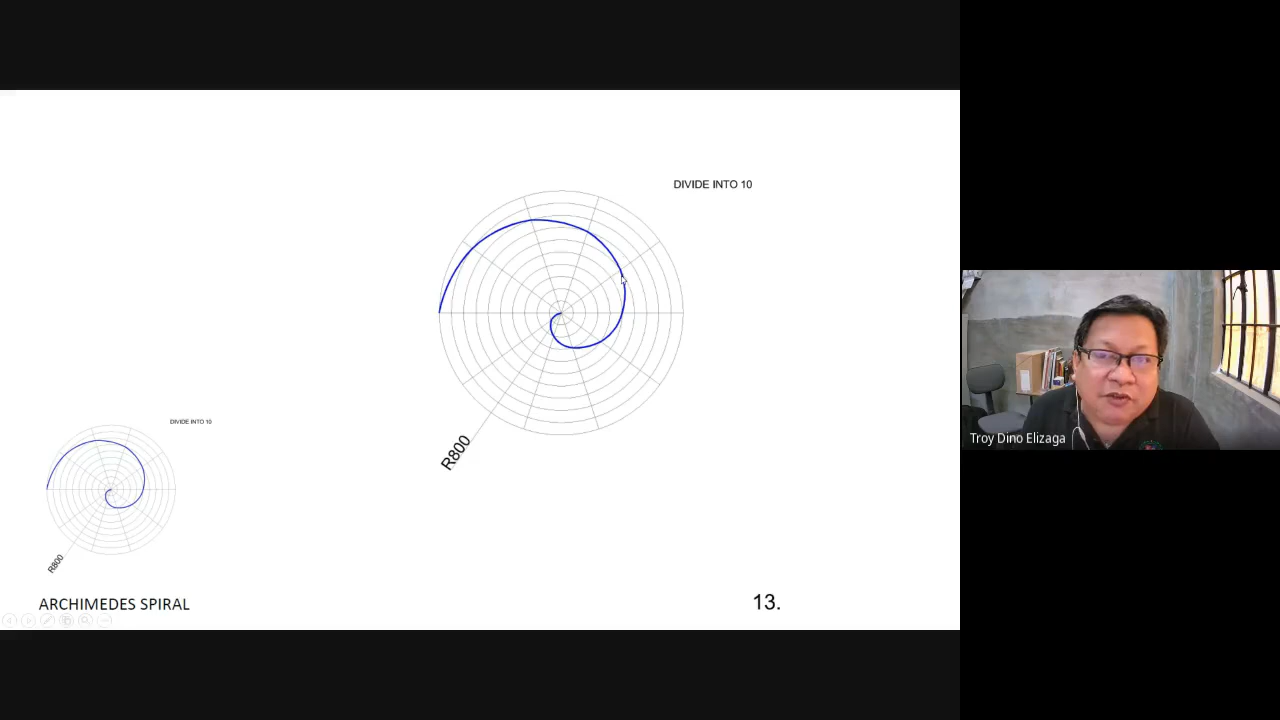 DIVIDE INTO 10
R800
DIVIDE INTO 10
R800
ARCHIMEDES SPIRAL
13.
Troy Dino Elizaga